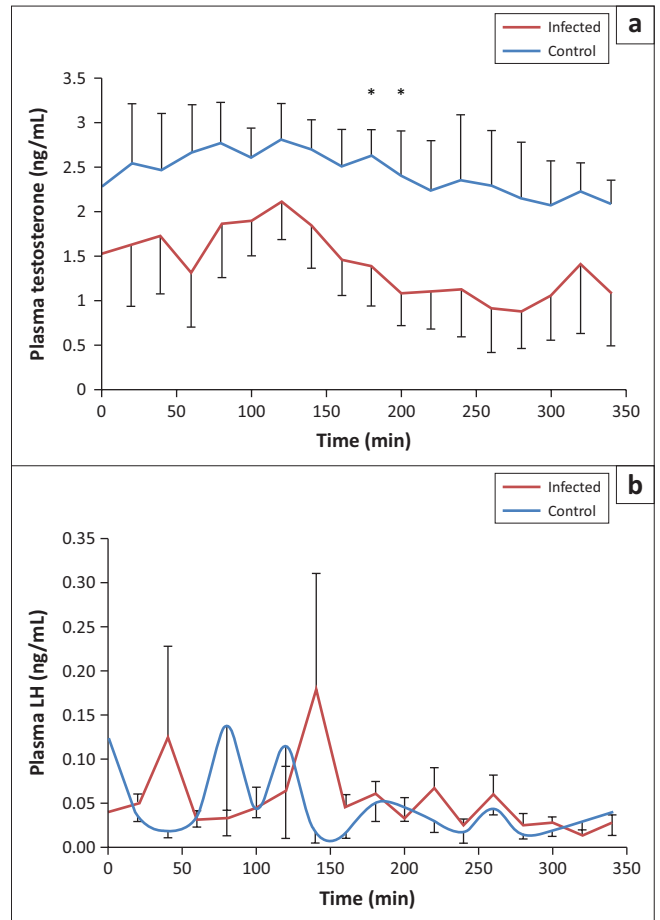 Infected
Control
a
* *
3.5
3
2.5
2
1.5
1
0.5
0
Plasma testosterone (ng/mL)
0 50 100 150 200 250 300 350
Time (min)
Infected
Control
b
0.35
0.30
0.25
0.20
0.15
0.10
0.05
0.00
Plasma LH (ng/mL)
0 50 100 150 200 250 300 350
Time (min)